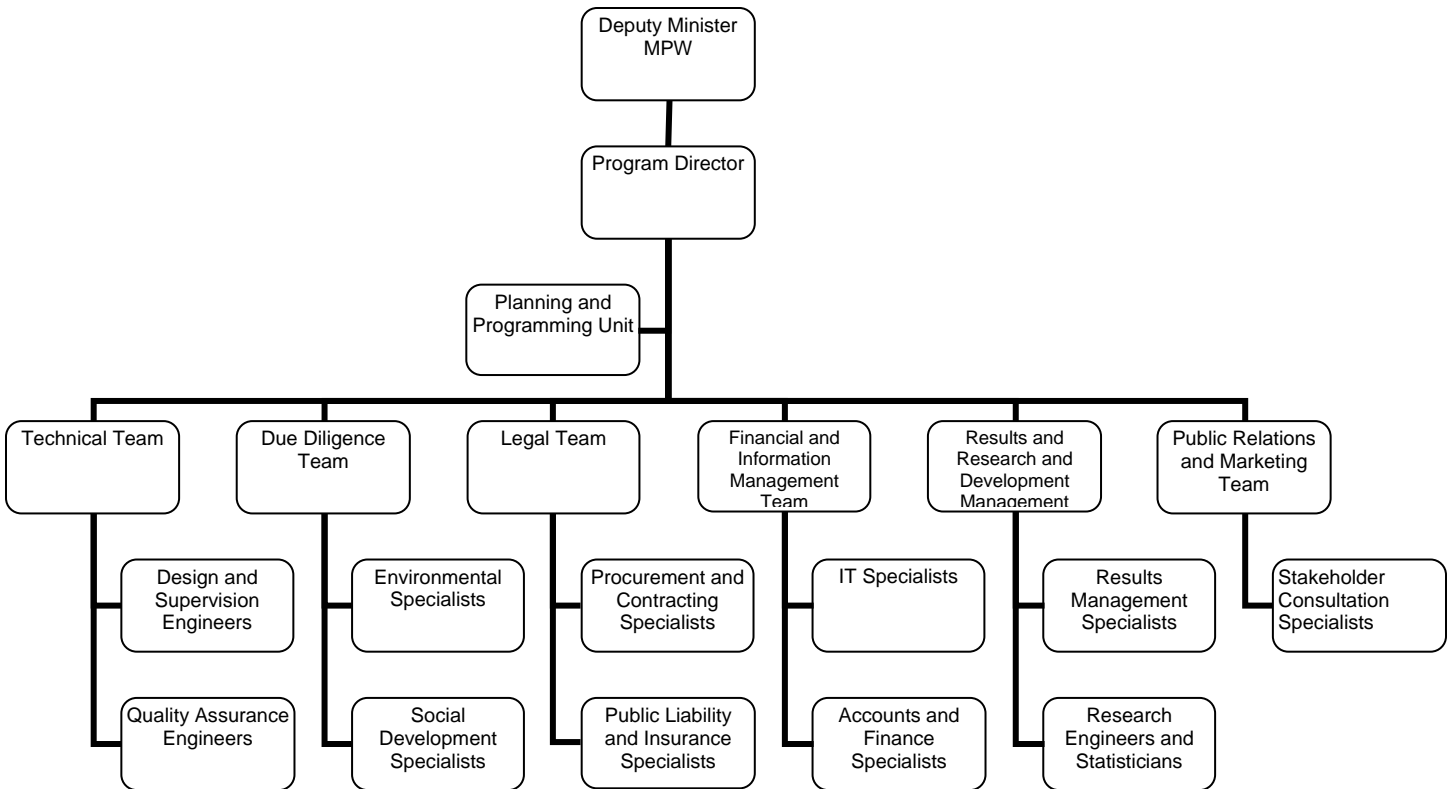 Deputy Minister
MPW
Program Director
Planning and
Programming Unit
Technical Team
Due Diligence
Team
Legal Team
Financial and
Information
Management
Team
Results and
Research and
Development
Management
Public Relations
and Marketing
Team
Design and
Supervision
Engineers
Environmental
Specialists
Procurement and
Contracting
Specialists
IT Specialists
Results
Management
Specialists
Stakeholder
Consultation
Specialists
Quality Assurance
Engineers
Social
Development
Specialists
Public Liability
and Insurance
Specialists
Accounts and
Finance
Specialists
Research
Engineers and
Statisticians